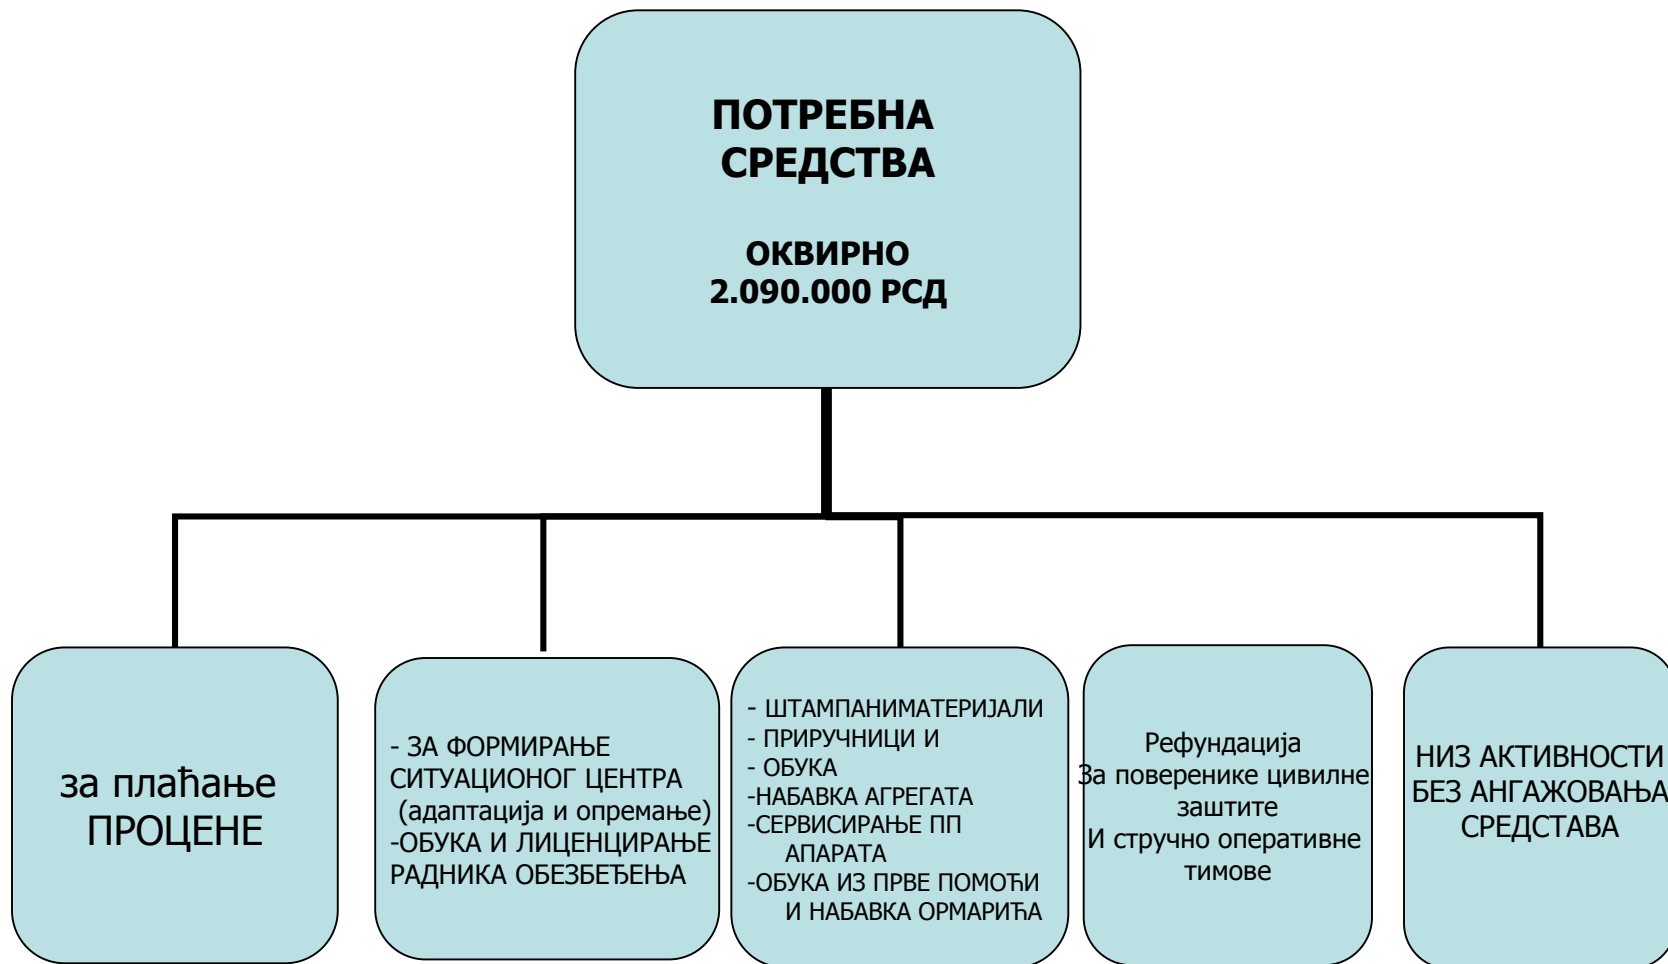 ПОТРЕБНА
СРЕДСТВА
ОКВИРНО
2.090.000 РСД
за плаћање
ПРОЦЕНЕ
- ЗА ФОРМИРАЊЕ
СИТУАЦИОНОГ ЦЕНТРА
(адаптација и опремање)
-ОБУКА И ЛИЦЕНЦИРАЊЕ
РАДНИКА ОБЕЗБЕЂЕЊА
- ШТАМПАНИМАТЕРИЈАЛИ
- ПРИРУЧНИЦИ И
- ОБУКА
-НАБАВКА АГРЕГАТА
-СЕРВИСИРАЊЕ ПП
АПАРАТА
-ОБУКА ИЗ ПРВЕ ПОМОЋИ
И НАБАВКА ОРМАРИЋА
Рефундација
За поверенике цивилне
заштите
И стручно оперативне
тимове
НИЗ АКТИВНОСТИ
БЕЗ АНГАЖОВАЊА
СРЕДСТАВА